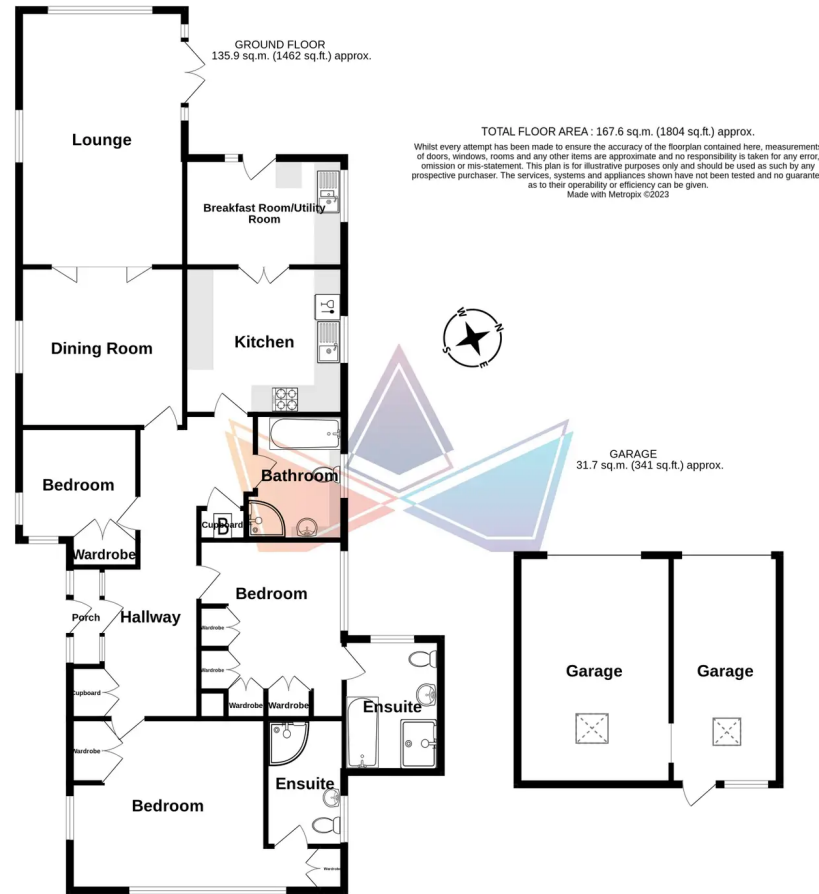 GROUND FLOOR
135.9 sq.m. (1462 sq.ft.) approx.
TOTAL FLOOR AREA : 167.6 sq.m. (1804 sq.ft.) approx.
Whilst every attempt has been made to ensure the accuracy of the floorplan contained here, measurements
of doors, windows, rooms and any other items are approximate and no responsibility is taken for any error,
omission or mis-statement. This plan is for illustrative purposes only and should be used as such by any
prospective purchaser. The services, systems and appliances shown have not been tested and no guarantee
as to their operability or efficiency can be given.
Made with Metropix ©2023
Lounge
Breakfast Room/Utility
Room
Dining Room
Kitchen
W
N
S
E
GARAGE
31.7 sq.m. (341 sq.ft.) approx.
Bedroom
Bathroom
Cupboard
B
Wardrobe
Bedroom
Porch
Hallway
Wardrobe
Wardrobe
Cupboard
Wardrobe
Wardrobe
Ensuite
Garage
Garage
Wardrobe
Ensuite
Bedroom
Wardrobe